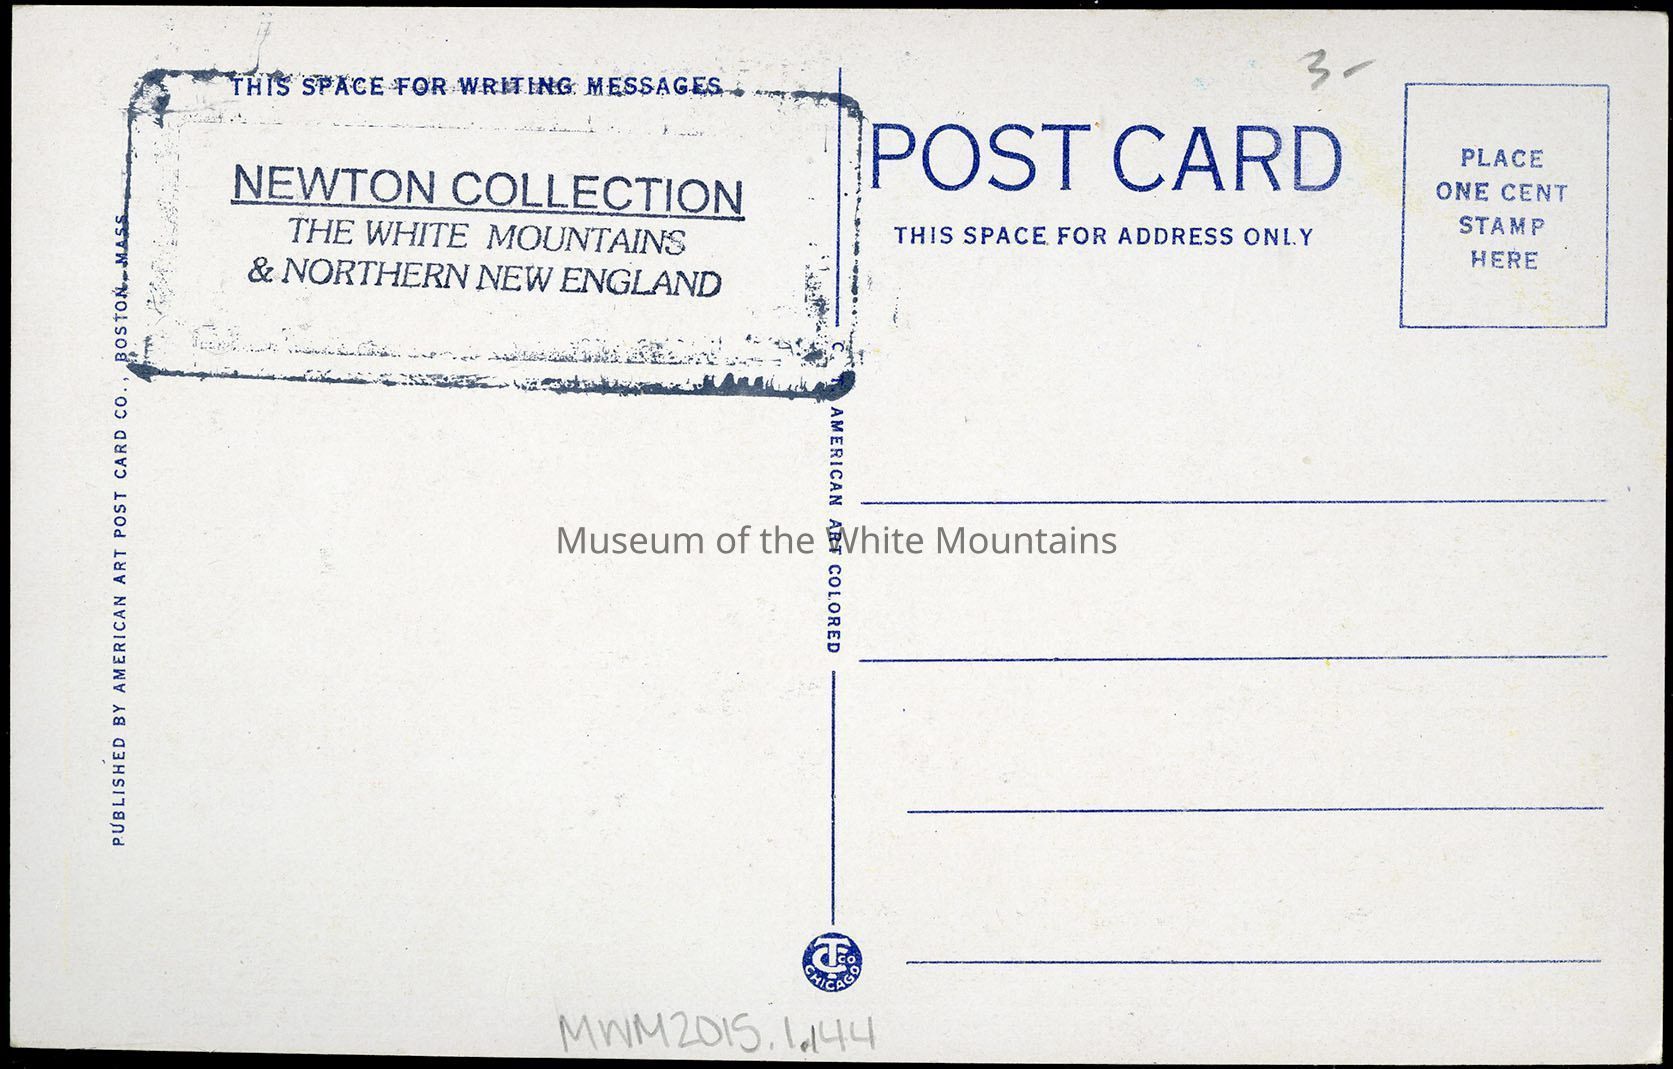 THIS SPACE FOR WRITING MESSAGES
NEWTON COLLECTION
THE WHITE MOUNTAINS
& NORTHERN NEW ENGLAND
PUBLISHED BY AMERICAN ART POST CARD CO., BOSTON, MASS.
C. T. AMERICAN ART COLORED
3-
POST CARD
THIS SPACE FOR ADDRESS ONLY
PLACE
ONE CENT
STAMP
HERE
Museum of the White Mountains
CT CO
CHICAGO
MWM2015.1.144